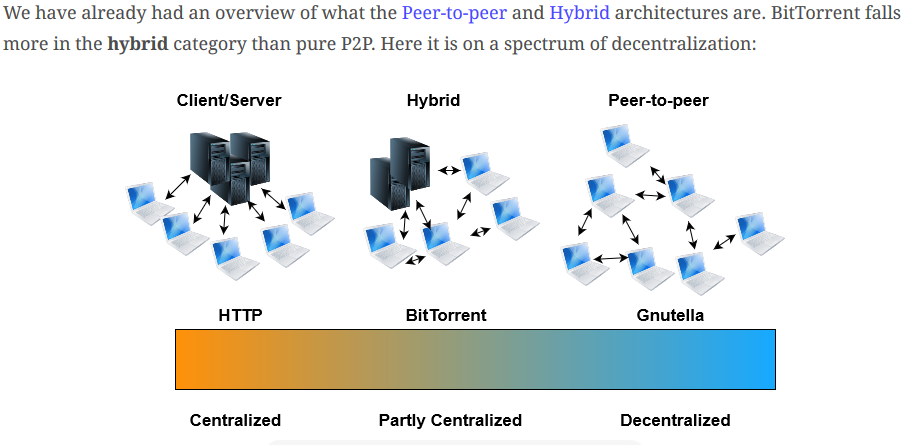 We have already had an overview of what the Peer-to-peer and Hybrid architectures are. BitTorrent falls
more in the hybrid category than pure P2P. Here it is on a spectrum of decentralization:
Client/Server Hybrid Peer-to-peer
HTTP BitTorrent Gnutella
Centralized Partly Centralized Decentralized